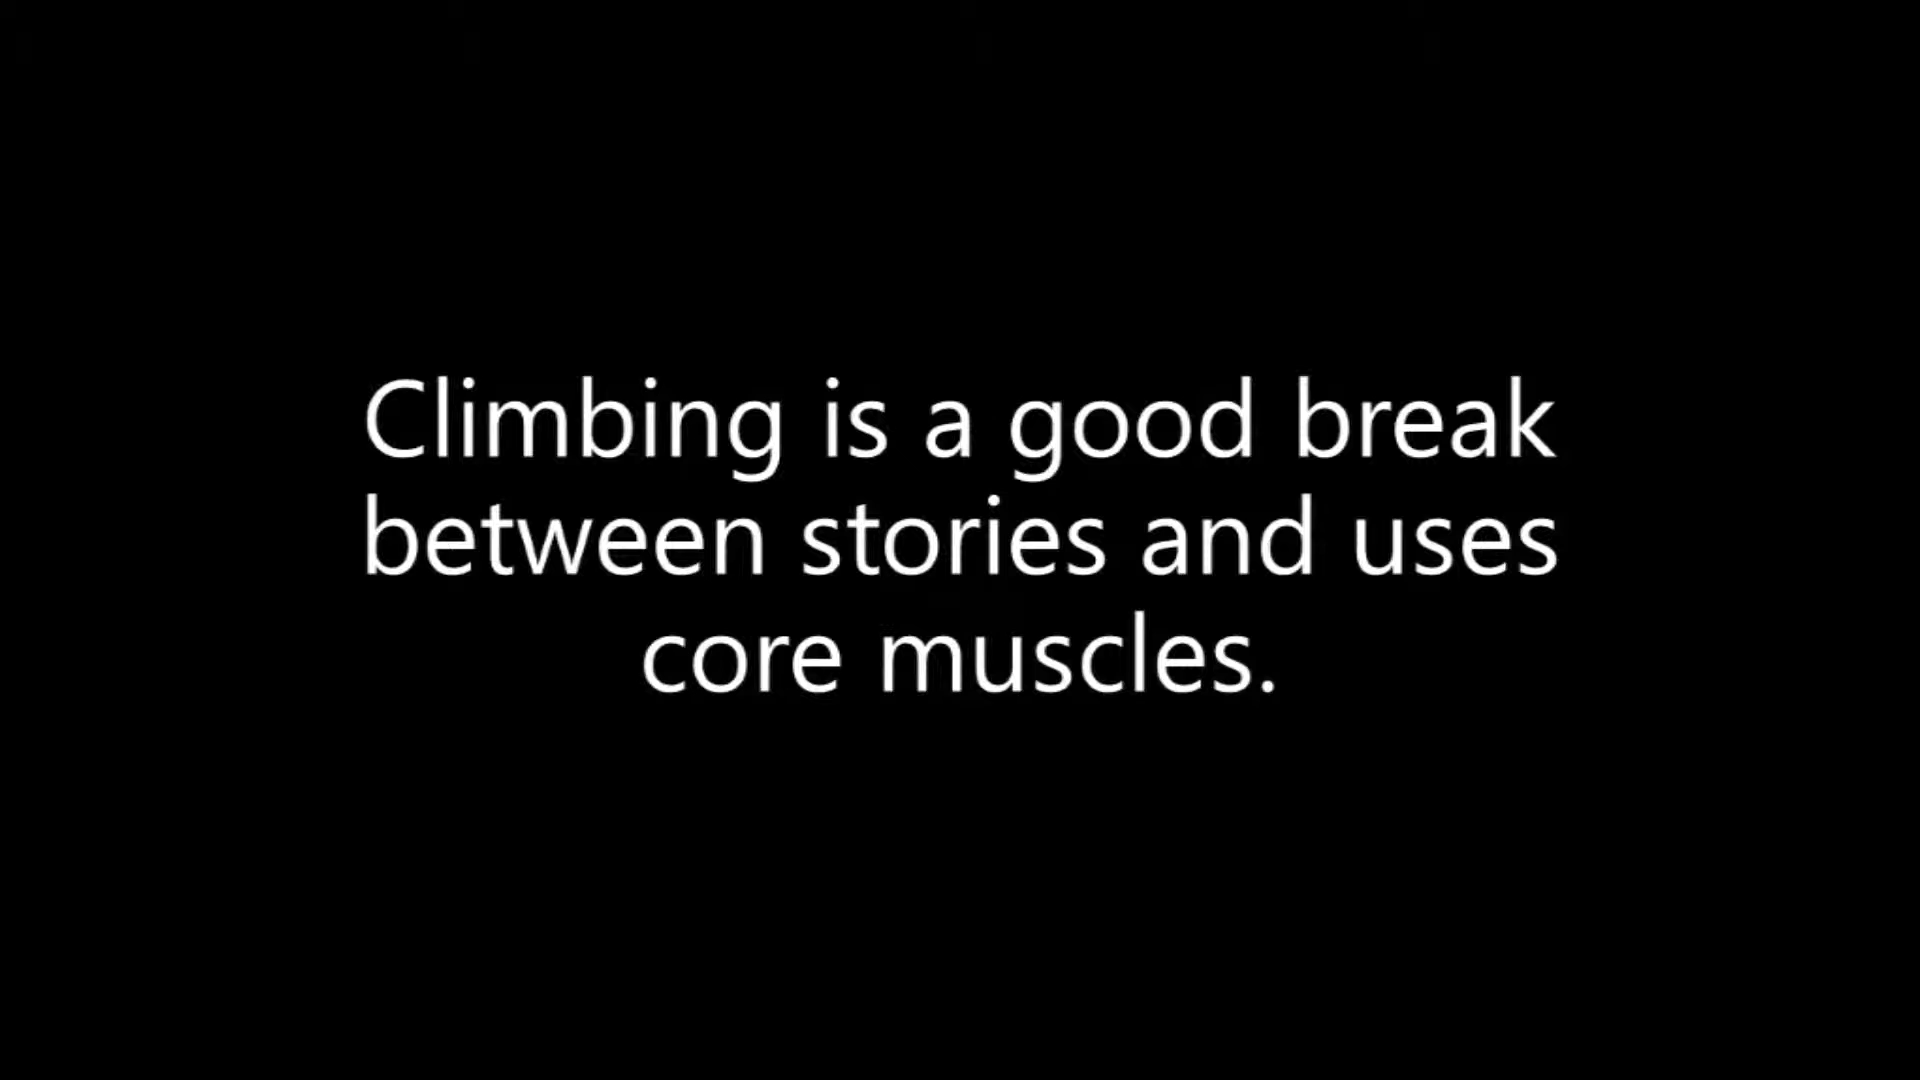 Climbing is a good break
between stories and uses
core muscles.